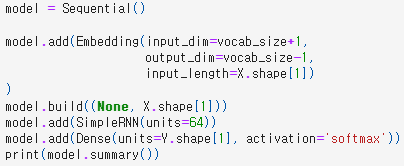 model = Sequential()
model.add(Embedding(input_dim=vocab_size+1,
output_dim=vocab_size-1,
input_length=X.shape[1])
)
model.build((None, X.shape[1]))
model.add(SimpleRNN(units=64))
model.add(Dense(units=Y.shape[1], activation='softmax'))
print(model.summary())